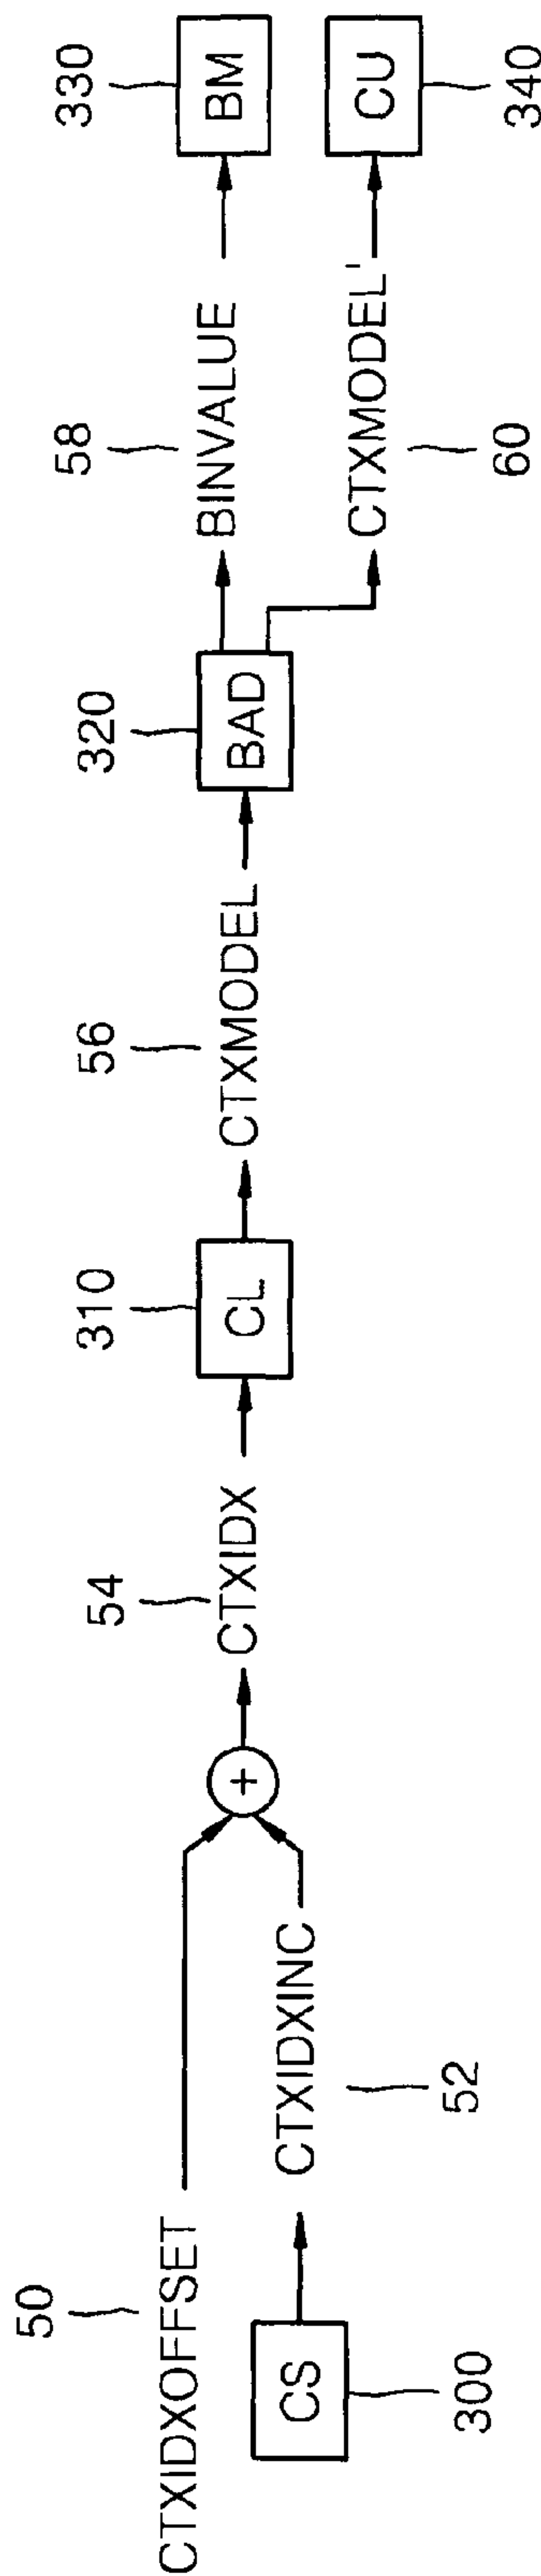 50
CTXIDXOFFSET
CS
300
CTXIDXINC
52
+
54
CTXIDX
310
CL
56
CTXMODEL
320
BAD
58
BINVALUE
CTXMODEL'
60
330
BM
CU
340